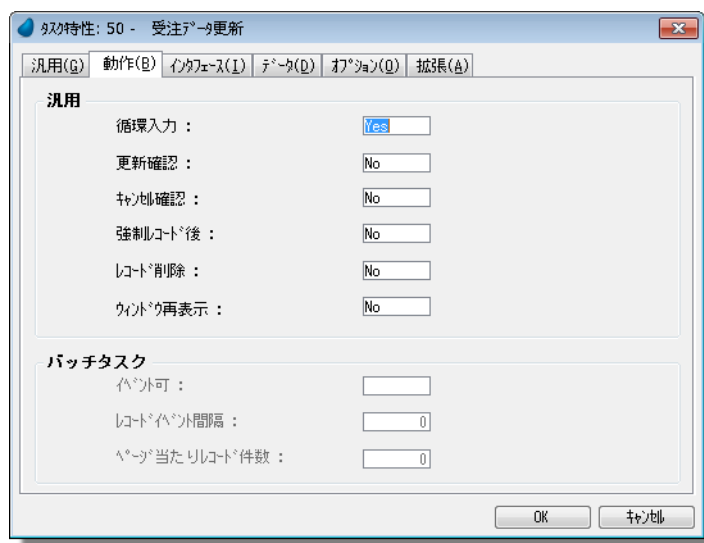 ﾀｽｸ特性: 50 - 受注ﾃﾞｰﾀ更新
汎用(G) 動作(B) ｲﾝﾀﾌｪｰｽ(I) ﾃﾞｰﾀ(D) ｵﾌﾟｼｮﾝ(O) 拡張(A)
汎用
循環入力 : Yes
更新確認 : No
ｷｬﾝｾﾙ確認 : No
強制ﾚｺｰﾄﾞ後 : No
ﾚｺｰﾄﾞ削除 : No
ｳｨﾝﾄﾞｳ再表示 : No
バッチタスク
ｲﾍﾞﾝﾄ可 :
ﾚｺｰﾄﾞｲﾍﾞﾝﾄ間隔 : 0
ﾍﾟｰｼﾞ当たりﾚｺｰﾄﾞ件数 : 0
OK ｷｬﾝｾﾙ